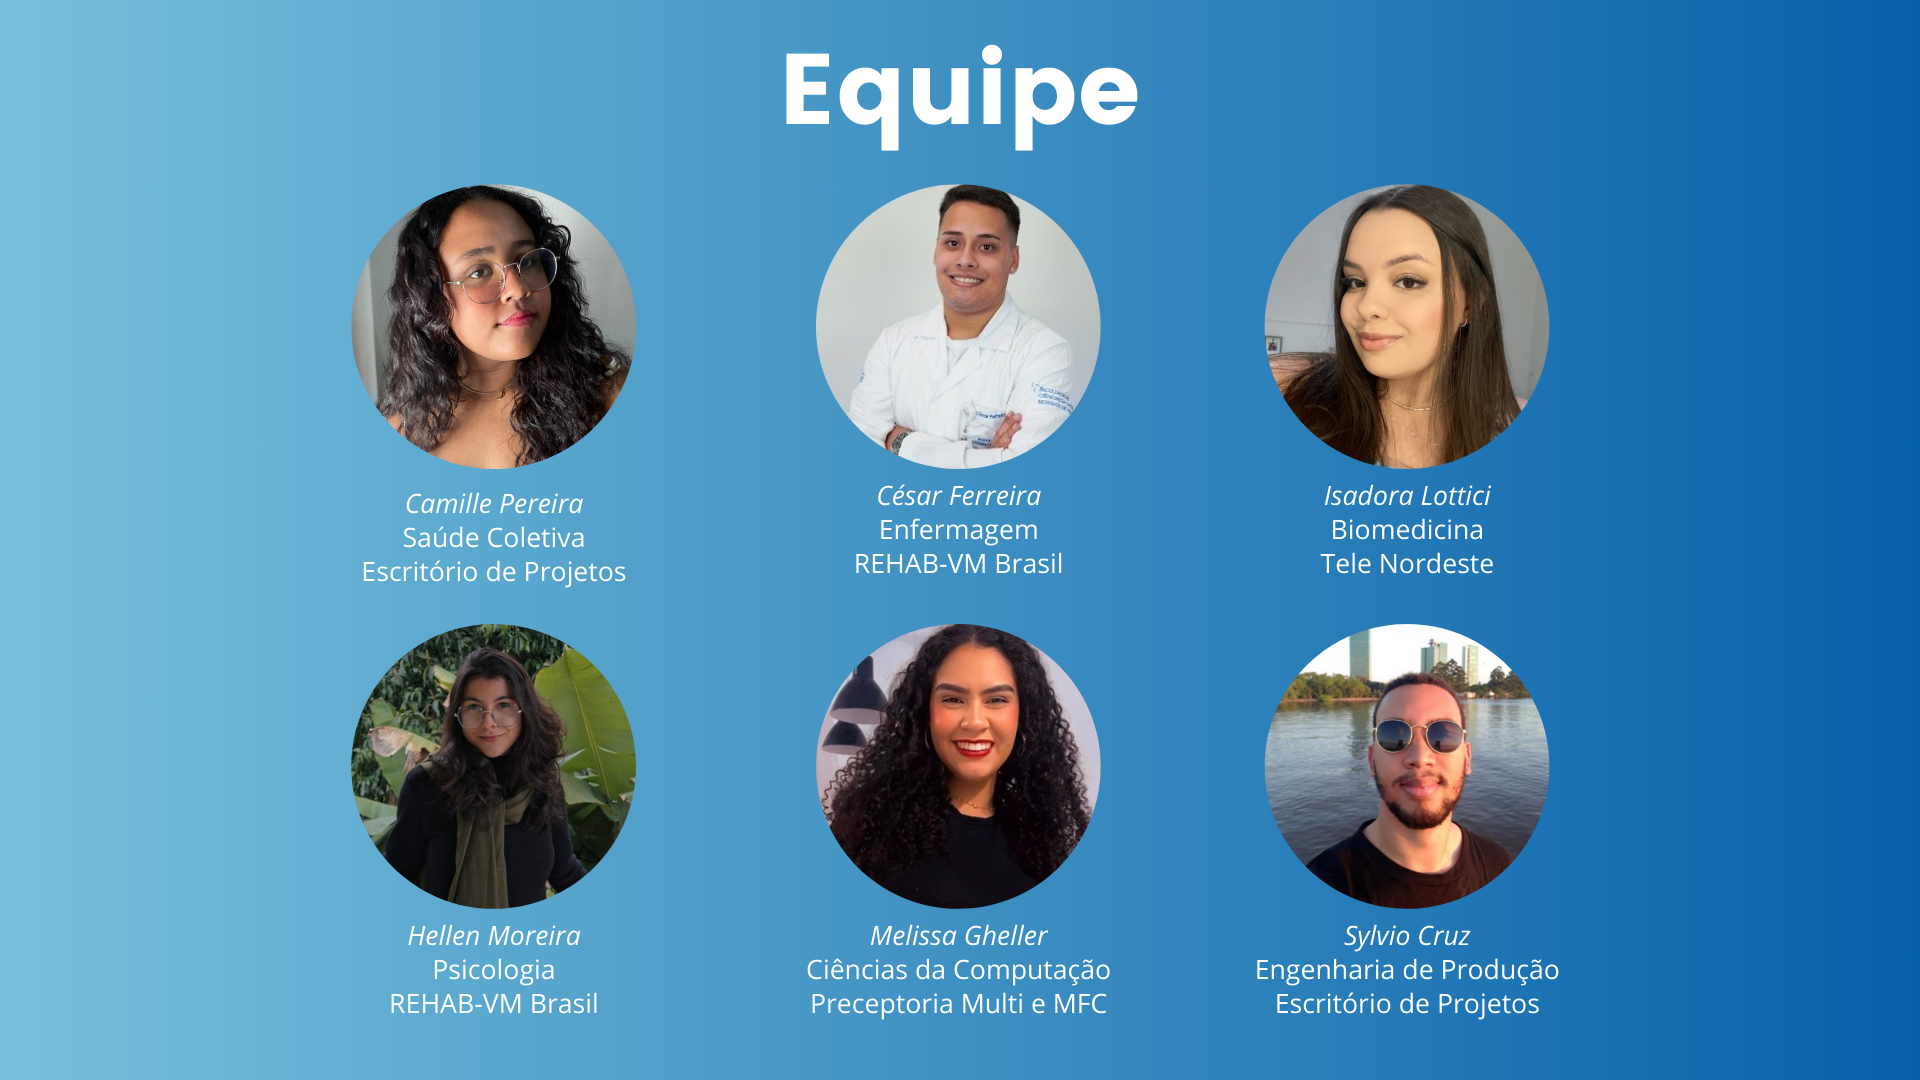 Equipe
Camille Pereira
Saúde Coletiva
Escritório de Projetos
César Ferreira
Enfermagem
REHAB-VM Brasil
Isadora Lottici
Biomedicina
Tele Nordeste
Hellen Moreira
Psicologia
REHAB-VM Brasil
Melissa Gheller
Ciências da Computação
Preceptoria Multi e MFC
Sylvio Cruz
Engenharia de Produção
Escritório de Projetos